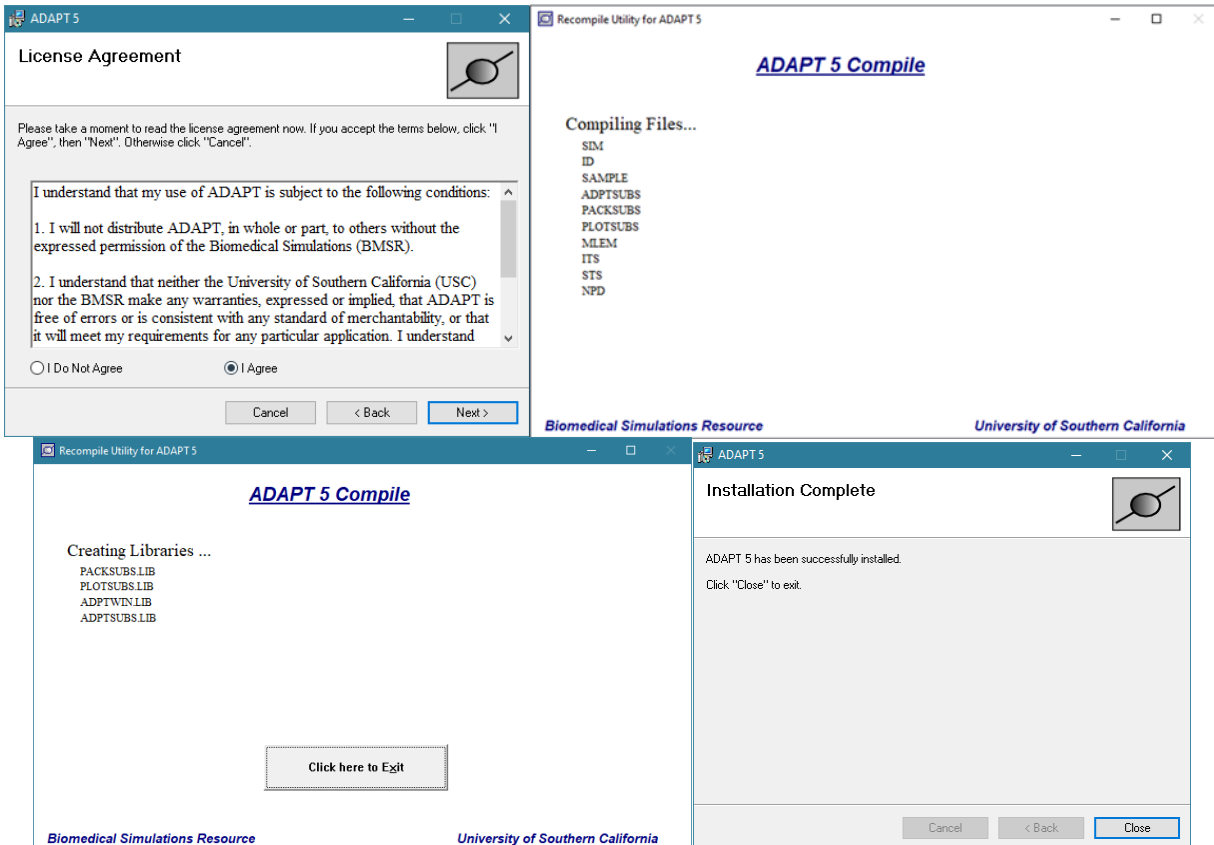 ADAPT 5
License Agreement
Please take a moment to read the license agreement now. If you accept the terms below, click "I
Agree", then "Next". Otherwise click "Cancel".
I understand that my use of ADAPT is subject to the following conditions:
1. I will not distribute ADAPT, in whole or part, to others without the
expressed permission of the Biomedical Simulations (BMSR).
2. I understand that neither the University of Southern California (USC)
nor the BMSR make any warranties, expressed or implied, that ADAPT is
free of errors or is consistent with any standard of merchantability, or that
it will meet my requirements for any particular application. I understand
I Do Not Agree
I Agree
Cancel
< Back
Next >
Recompile Utility for ADAPT 5
ADAPT 5 Compile
Compiling Files...
SIM
ID
SAMPLE
ADPTSUBS
PACKSUBS
PLOTSUBS
MLEM
ITS
STS
NPD
Biomedical Simulations Resource
University of Southern California
Recompile Utility for ADAPT 5
ADAPT 5 Compile
Creating Libraries ...
PACKSUBS.LIB
PLOTSUBS.LIB
ADPTWIN.LIB
ADPTSUBS.LIB
Click here to Exit
Biomedical Simulations Resource
University of Southern California
ADAPT 5
Installation Complete
ADAPT 5 has been successfully installed.
Click "Close" to exit.
Cancel
< Back
Close